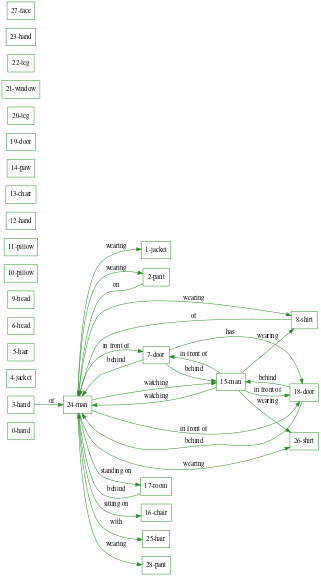 27-face
23-hand
22-leg
21-window
20-leg
19-door
14-paw
13-chair
12-hand
11-pillow
10-pillow
9-head
6-head
5-hair
4-jacket
3-hand
0-hand
of
24-man
wearing
1-jacket
wearing
2-pant
on
wearing
8-shirt
of
has
wearing
in front of
7-door
in front of
behind
behind
watching
15-man
behind
18-door
in front of
watching
wearing
in front of
behind
26-shirt
wearing
standing on
17-room
behind
sitting on
16-chair
with
25-hair
wearing
28-pant